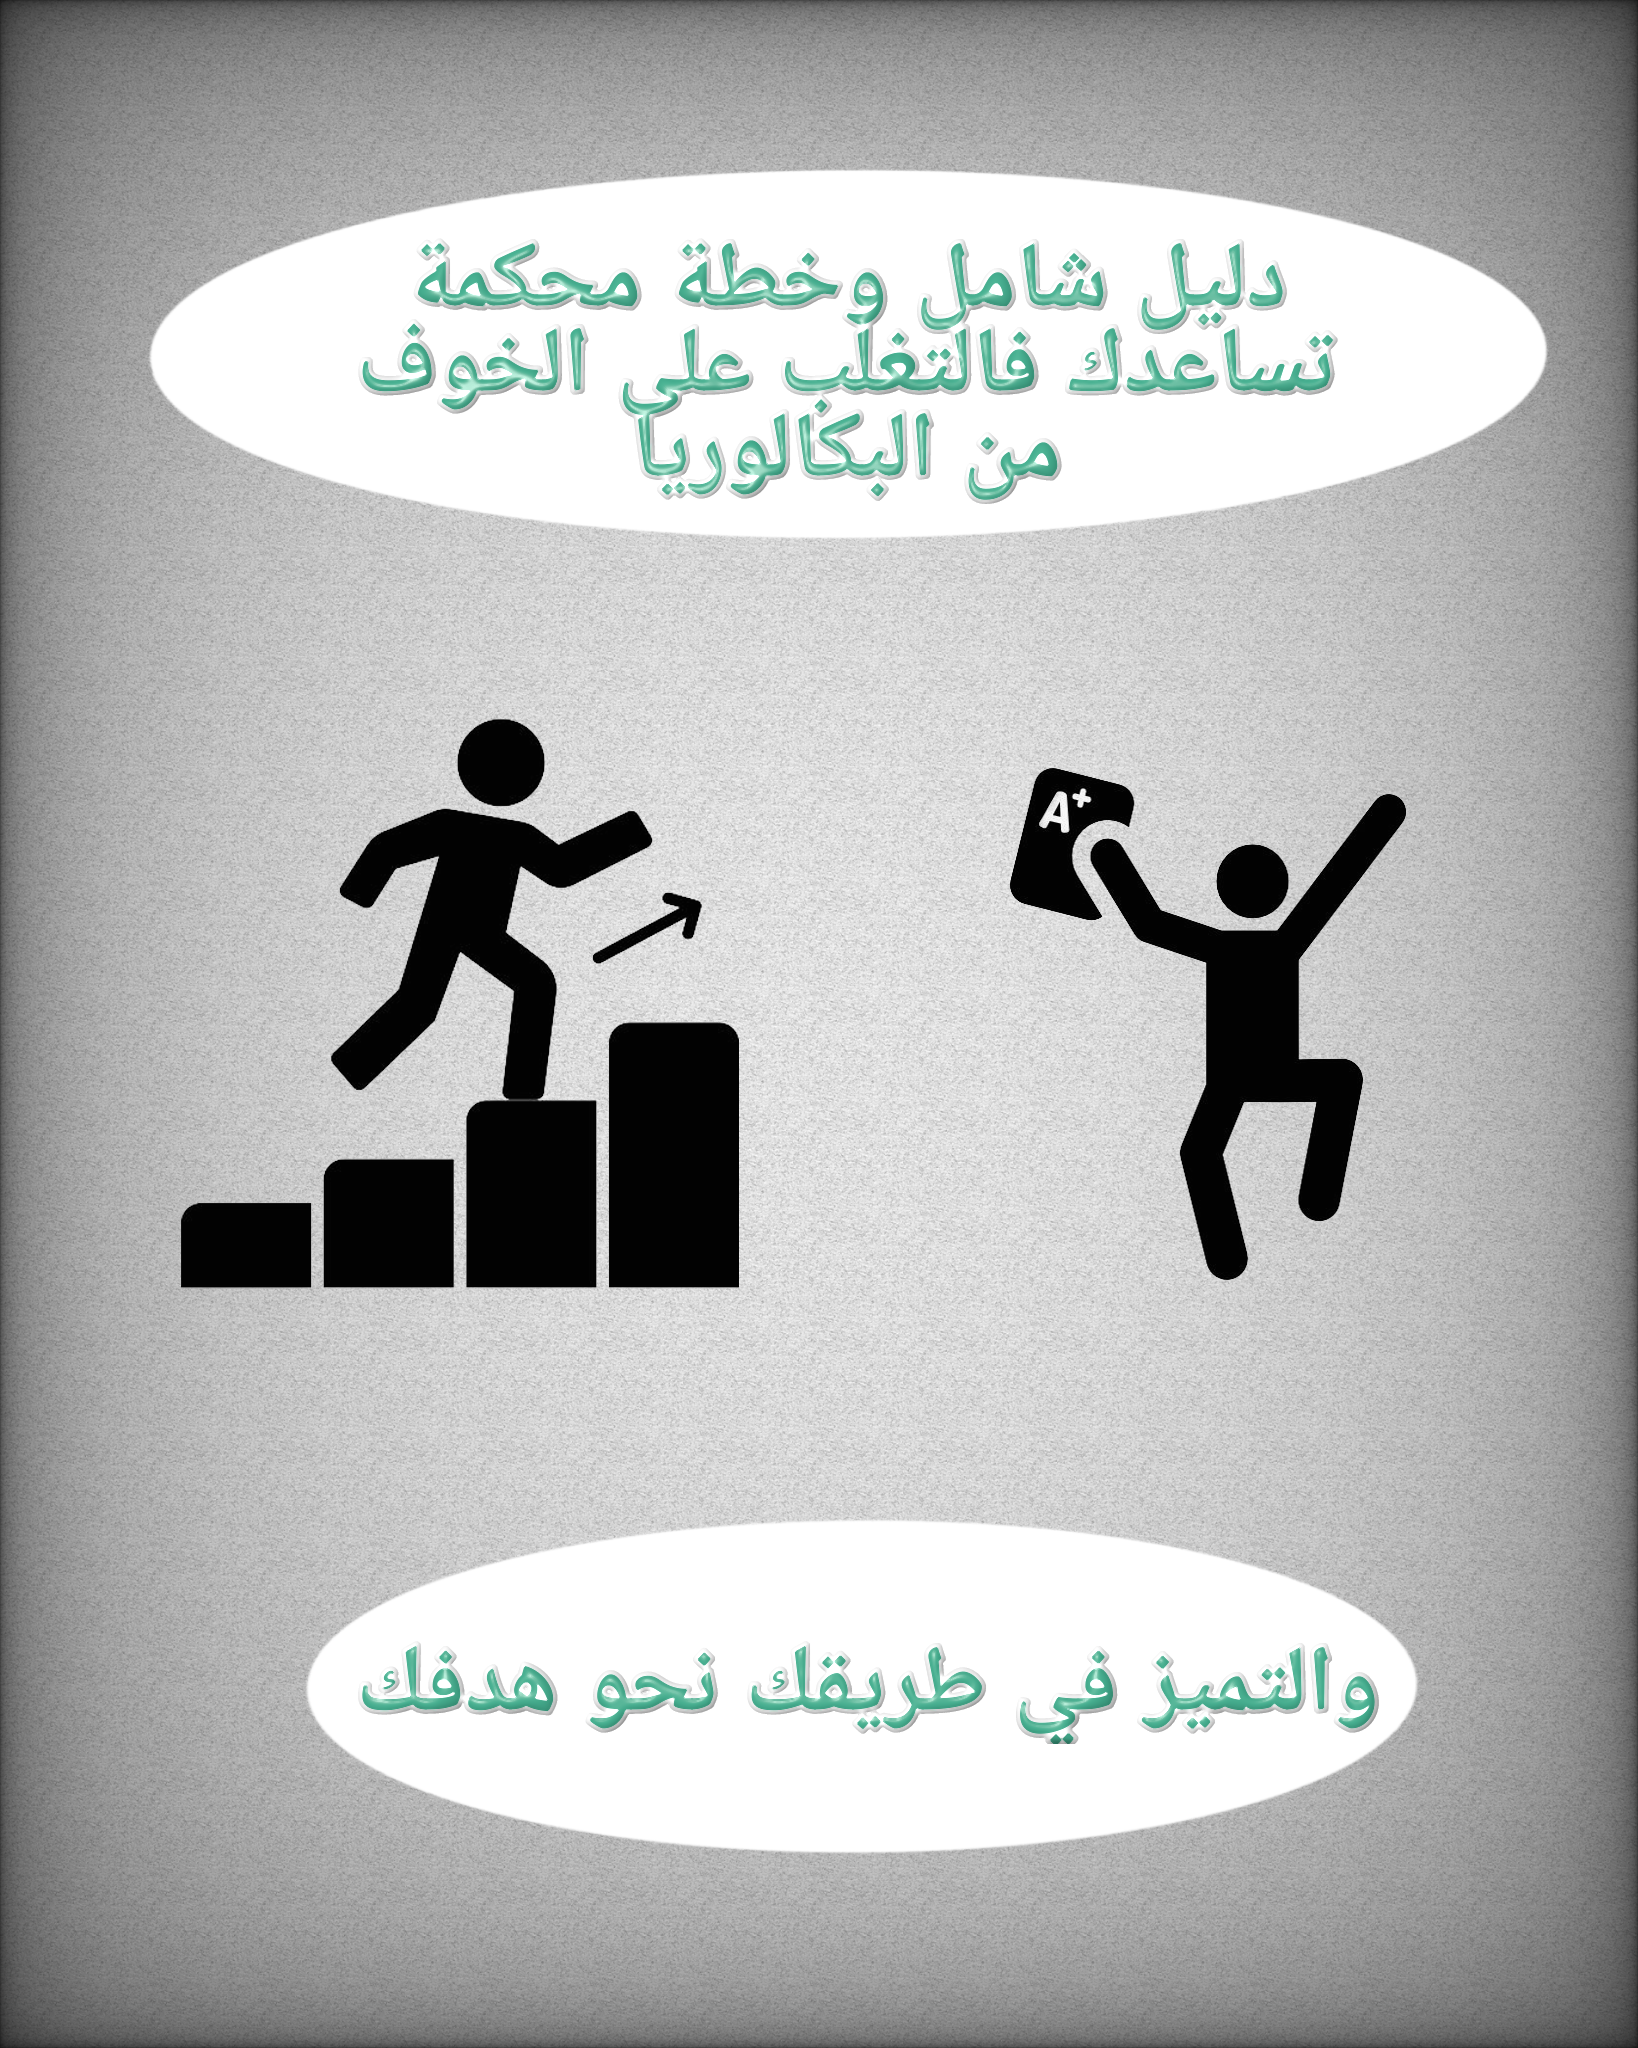 دليل شامل وخطة محكمة
تساعدك فالتغلب على الخوف
من البكالوريا
A+
والتميز في طريقك نحو هدفك